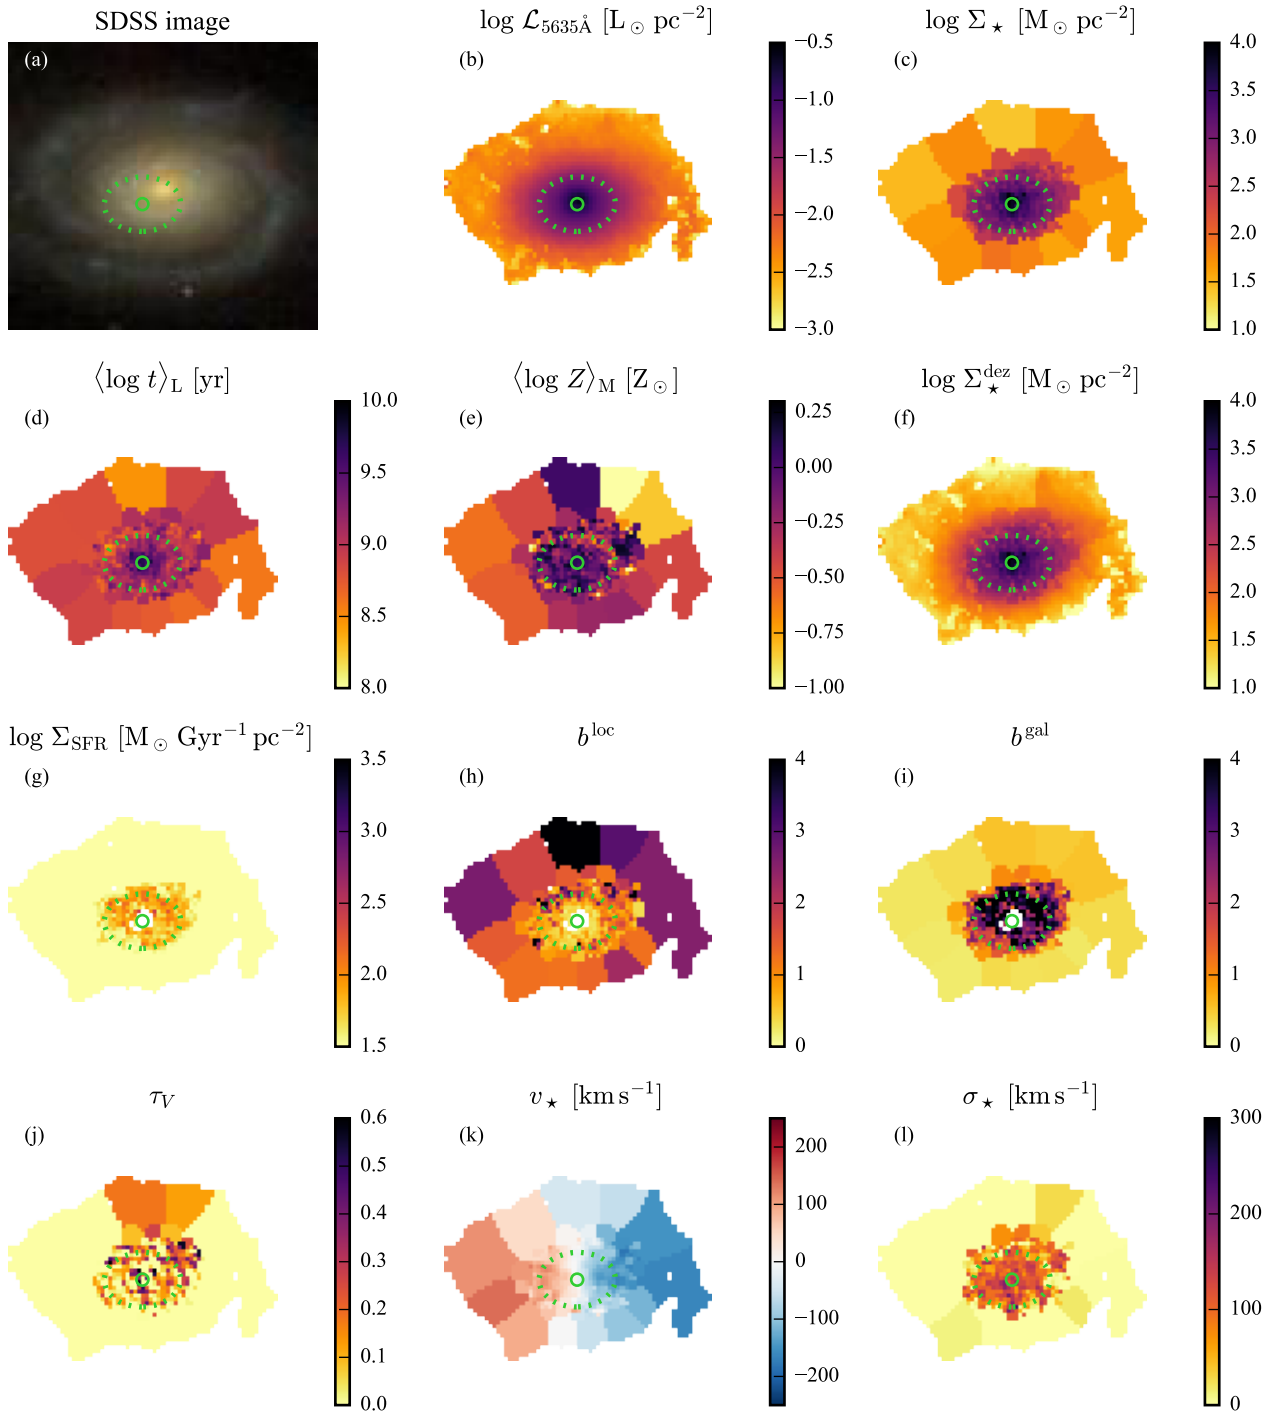 SDSS image
log ℒ5635Å [L⊙ pc−2]
log Σ⋆ [M⊙ pc−2]
(a)
(b)
−0.5
−1.0
−1.5
−2.0
−2.5
−3.0
(c)
4.0
3.5
3.0
2.5
2.0
1.5
1.0
⟨log t⟩L [yr]
⟨log Z⟩M [Z⊙]
log Σ⋆dez [M⊙ pc−2]
(d)
10.0
9.5
9.0
8.5
8.0
(e)
0.25
0.00
−0.25
−0.50
−0.75
−1.00
(f)
4.0
3.5
3.0
2.5
2.0
1.5
1.0
log ΣSFR [M⊙ Gyr−1 pc−2]
bloc
bgal
(g)
3.5
3.0
2.5
2.0
1.5
(h)
4
3
2
1
0
(i)
4
3
2
1
0
τV
v⋆ [km s−1]
σ⋆ [km s−1]
(j)
0.6
0.5
0.4
0.3
0.2
0.1
0.0
(k)
200
100
0
−100
−200
(l)
300
200
100
0